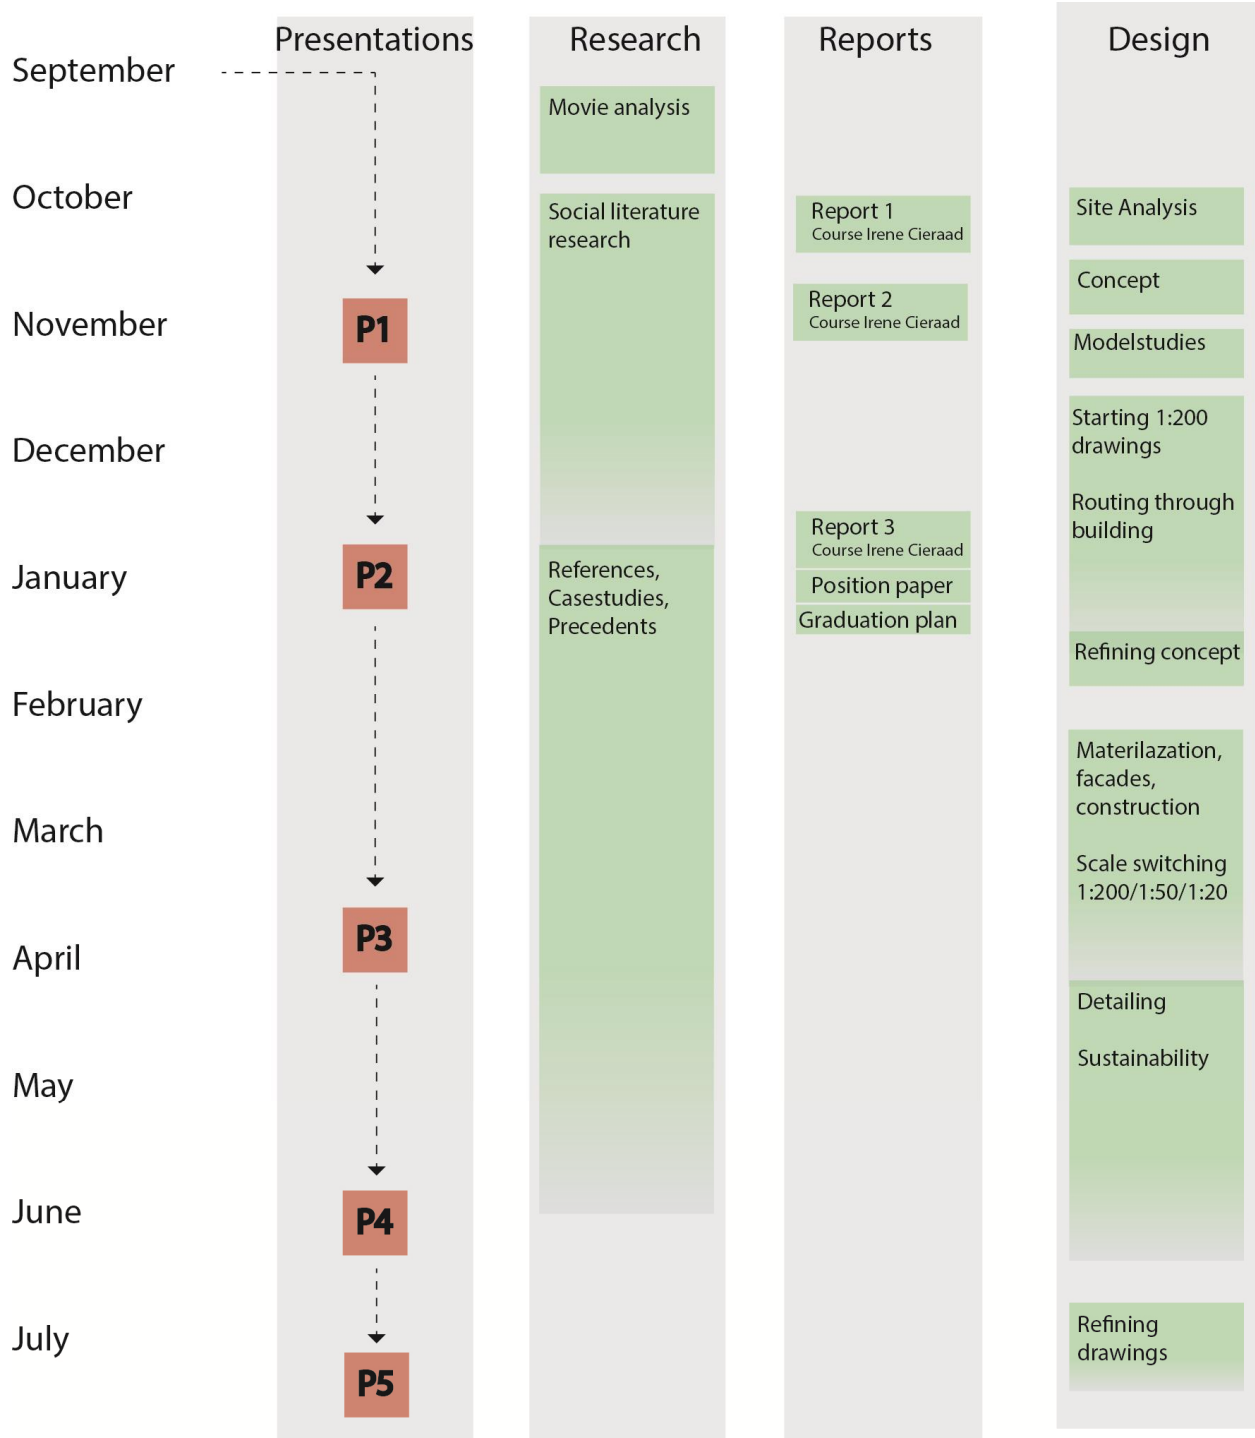 Presentations
Research
Reports
Design
September
October
November
December
January
February
March
April
May
June
July
P1
P2
P3
P4
P5
Movie analysis
Social literature
research
References,
Casestudies,
Precedents
Report 1
Course Irene Cieraad
Report 2
Course Irene Cieraad
Report 3
Course Irene Cieraad
Position paper
Graduation plan
Site Analysis
Concept
Modelstudies
Starting 1:200
drawings
Routing through
building
Refining concept
Materilazation,
facades,
construction
Scale switching
1:200/1:50/1:20
Detailing
Sustainability
Refining
drawings